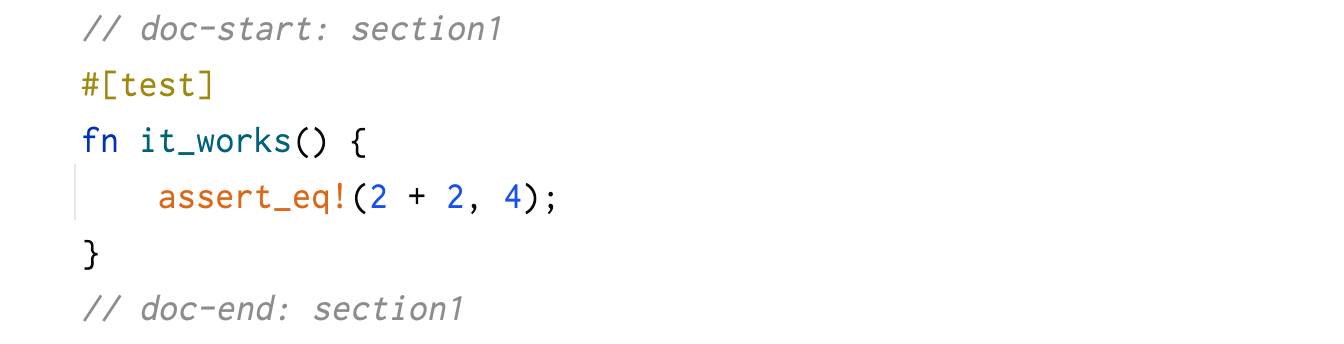 // doc-start: section1
#[test]
fn it_works() {
    assert_eq!(2 + 2, 4);
}
// doc-end: section1